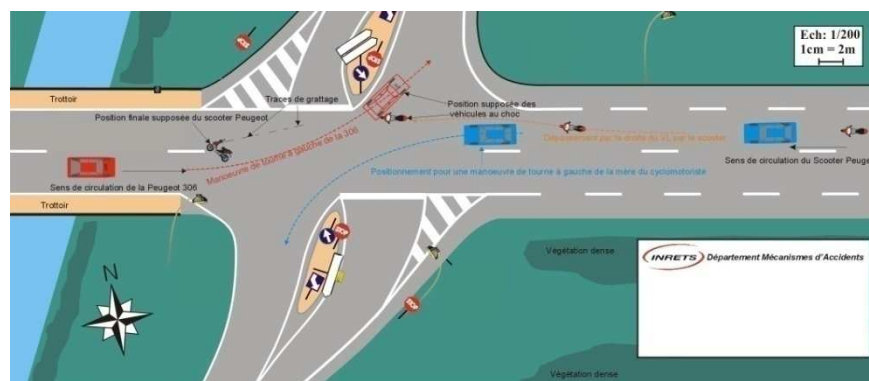 Ech: 1/200
1cm = 2m
STOP
Trottoir
Position finale supposée du scooter Peugeot
Traces de grattage
STOP
Position supposée des
véhicules au choc
Dépassement par la droite du VL par le scooter
Manoeuvre de tourne à gauche de la 306
Sens de circulation du Scooter Peuge
Positionnement pour une manoeuvre de tourne à gauche de la mère du cyclomotoriste
Sens de circulation de la Peugeot 306
Trottoir
STOP
N
Végétation dense
INRETS Département Mécanismes d'Accidents
STOP
Végétation dense